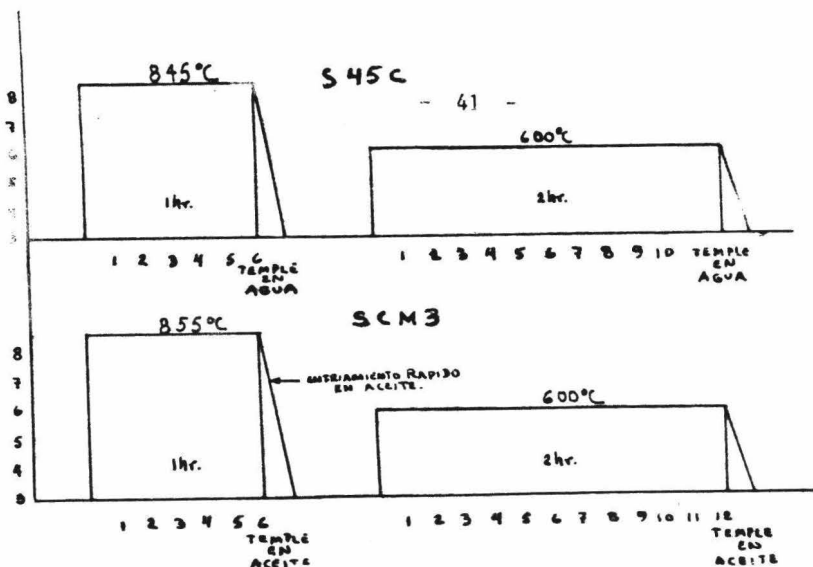 845°C
S 45 C
- 41 -
8
7
6
600°C
1hr.
2hr.
1 2 3 4 5 6
1 2 3 4 5 6 7 8 9 10
TEMPLE
EN
AGUA
TEMPLE
EN
AGUA
855°C
SCM3
8
7
6
5
4
3
RAPIDO
EN ACEITE.
600°C
1hr.
2hr.
1 2 3 4 5 6
1 2 3 4 5 6 7 8 9 10 11 12
TEMPLE
EN
ACEITE
TEMPLE
EN
ACEITE